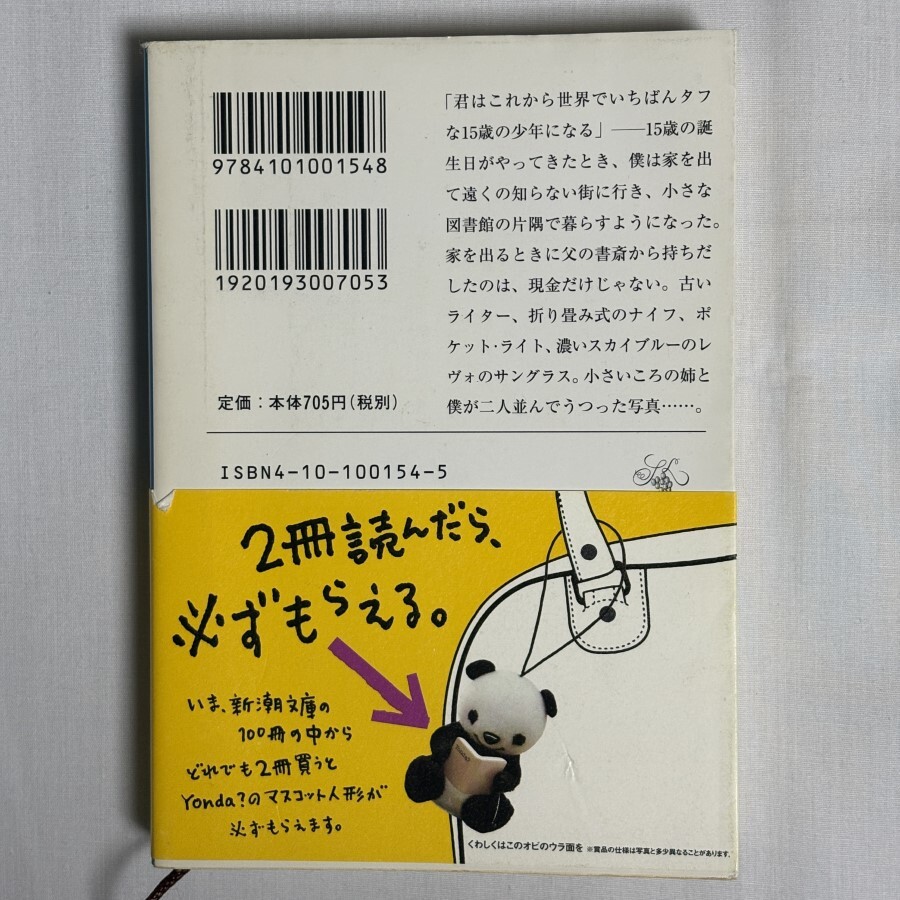 9784101001548
1920193007053
定価：本体705円（税別）
ISBN4-10-100154-5
「君はこれから世界でいちばんタフ
な15歳の少年になる」――15歳の誕
生日がやってきたとき、僕は家を出
て遠くの知らない街に行き、小さな
図書館の片隅で暮らすようになった。
家を出るときに父の書斎から持ちだ
したのは、現金だけじゃない。古い
ライター、折り畳み式のナイフ、ポ
ケット・ライト、濃いスカイブルーのレ
ヴォのサングラス。小さいころの姉と
僕が二人並んでうつった写真……。
2冊読んだら、
必ずもらえる。
いま、新潮文庫の
100冊の中から
どれでも2冊買うと
Yonda?のマスコット人形が
必ずもらえます。
くわしくはこのオビのウラ面を ※賞品の仕様は写真と多少異なることがあります。